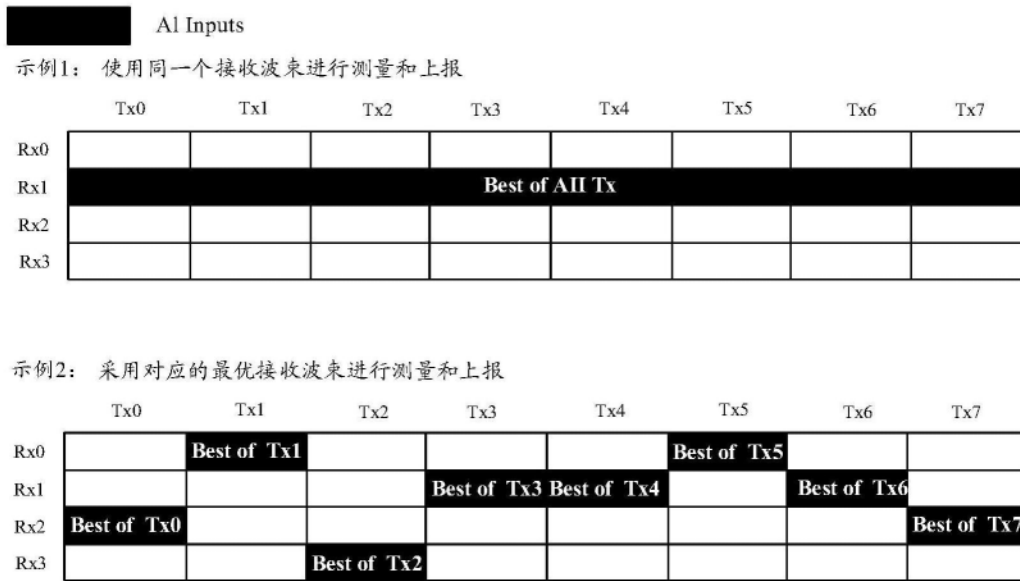 Al Inputs
示例1： 使用同一个接收波束进行测量和上报
Tx0 Tx1 Tx2 Tx3 Tx4 Tx5 Tx6 Tx7
Rx0
Rx1 Best of AII Tx
Rx2
Rx3
示例2： 采用对应的最优接收波束进行测量和上报
Tx0 Tx1 Tx2 Tx3 Tx4 Tx5 Tx6 Tx7
Rx0 Best of Tx1 Best of Tx5
Rx1 Best of Tx3 Best of Tx4 Best of Tx6
Rx2 Best of Tx0 Best of Tx7
Rx3 Best of Tx2